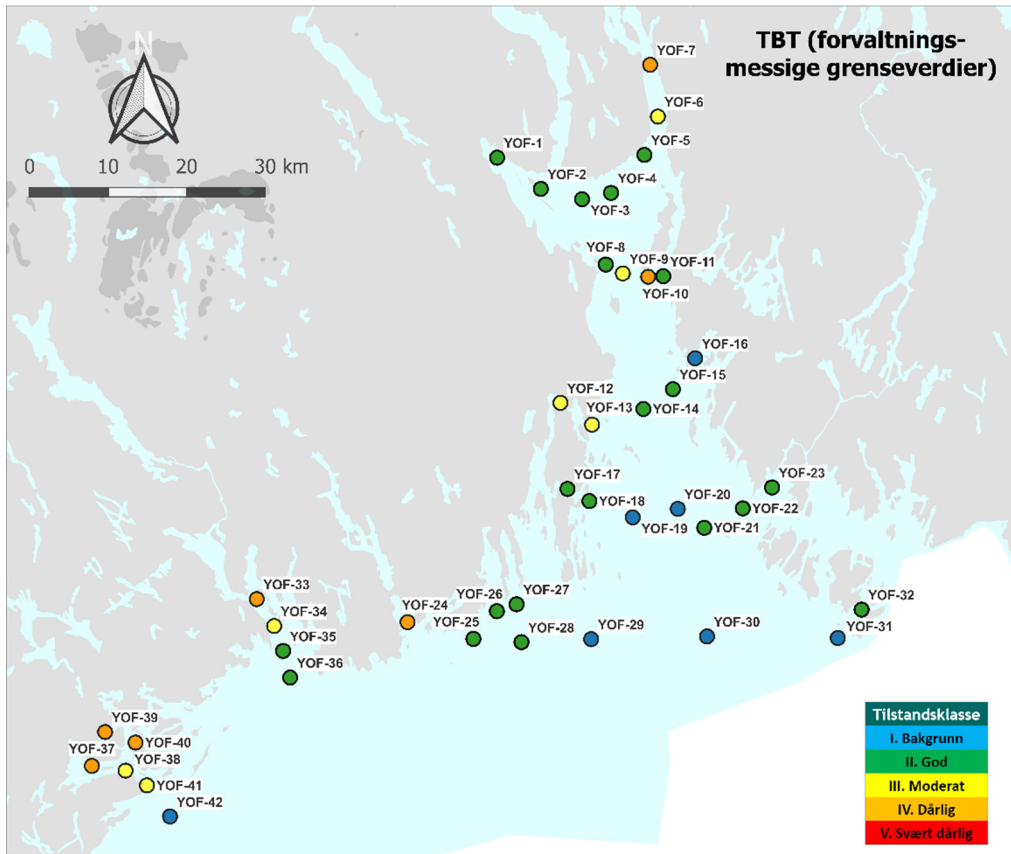 TBT (forvaltnings-
messige grenseverdier)
N
0 10 20 30 km
YOF-7
YOF-6
YOF-5
YOF-1
YOF-2
YOF-4
YOF-3
YOF-8
YOF-9
YOF-11
YOF-10
YOF-16
YOF-15
YOF-12
YOF-13
YOF-14
YOF-17
YOF-23
YOF-18
YOF-20
YOF-22
YOF-19
YOF-21
YOF-33
YOF-34
YOF-24
YOF-26
YOF-27
YOF-32
YOF-25
YOF-28
YOF-29
YOF-30
YOF-31
YOF-35
YOF-36
YOF-39
YOF-37
YOF-40
YOF-38
YOF-41
YOF-42
Tilstandsklasse
I. Bakgrunn
II. God
III. Moderat
IV. Dårlig
V. Svært dårlig